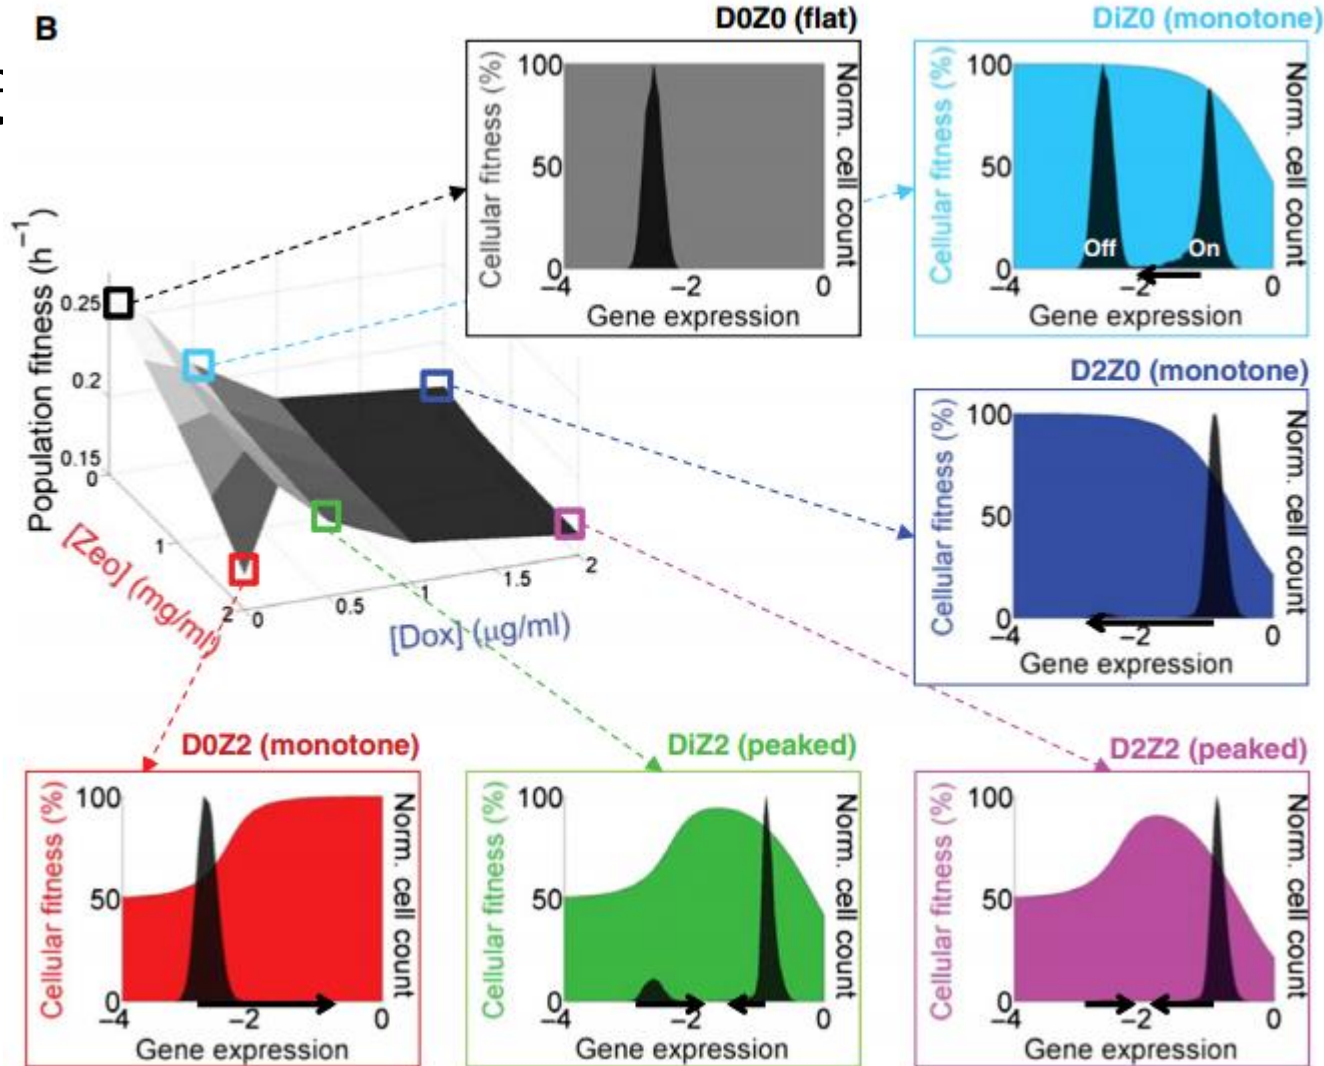 B
D0Z0 (flat)
Cellular fitness (%)
100
50
0
−4
−2
0
Gene expression
Norm. cell count
DiZ0 (monotone)
Cellular fitness (%)
100
50
0
Off
On
−4
−2
0
Gene expression
Norm. cell count
Population fitness (h⁻¹)
0.25
0.2
0.15
0
1
2
[Zeo] (mg/ml)
0
0.5
1
1.5
2
[Dox] (μg/ml)
D2Z0 (monotone)
Cellular fitness (%)
100
50
0
−4
−2
0
Gene expression
Norm. cell count
D0Z2 (monotone)
Cellular fitness (%)
100
50
0
−4
−2
0
Gene expression
Norm. cell count
DiZ2 (peaked)
Cellular fitness (%)
100
50
0
−4
−2
0
Gene expression
Norm. cell count
D2Z2 (peaked)
Cellular fitness (%)
100
50
0
−4
−2
0
Gene expression
Norm. cell count